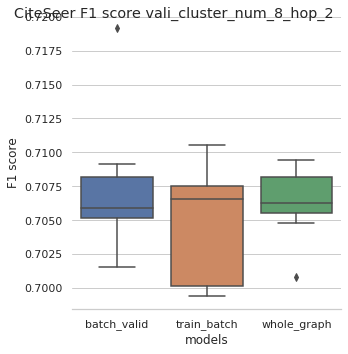 CiteSeer F1 score vali_cluster_num_8_hop_2
0.7200
0.7175
0.7150
0.7125
0.7100
0.7075
0.7050
0.7025
0.7000
F1 score
batch_valid train_batch whole_graph
models